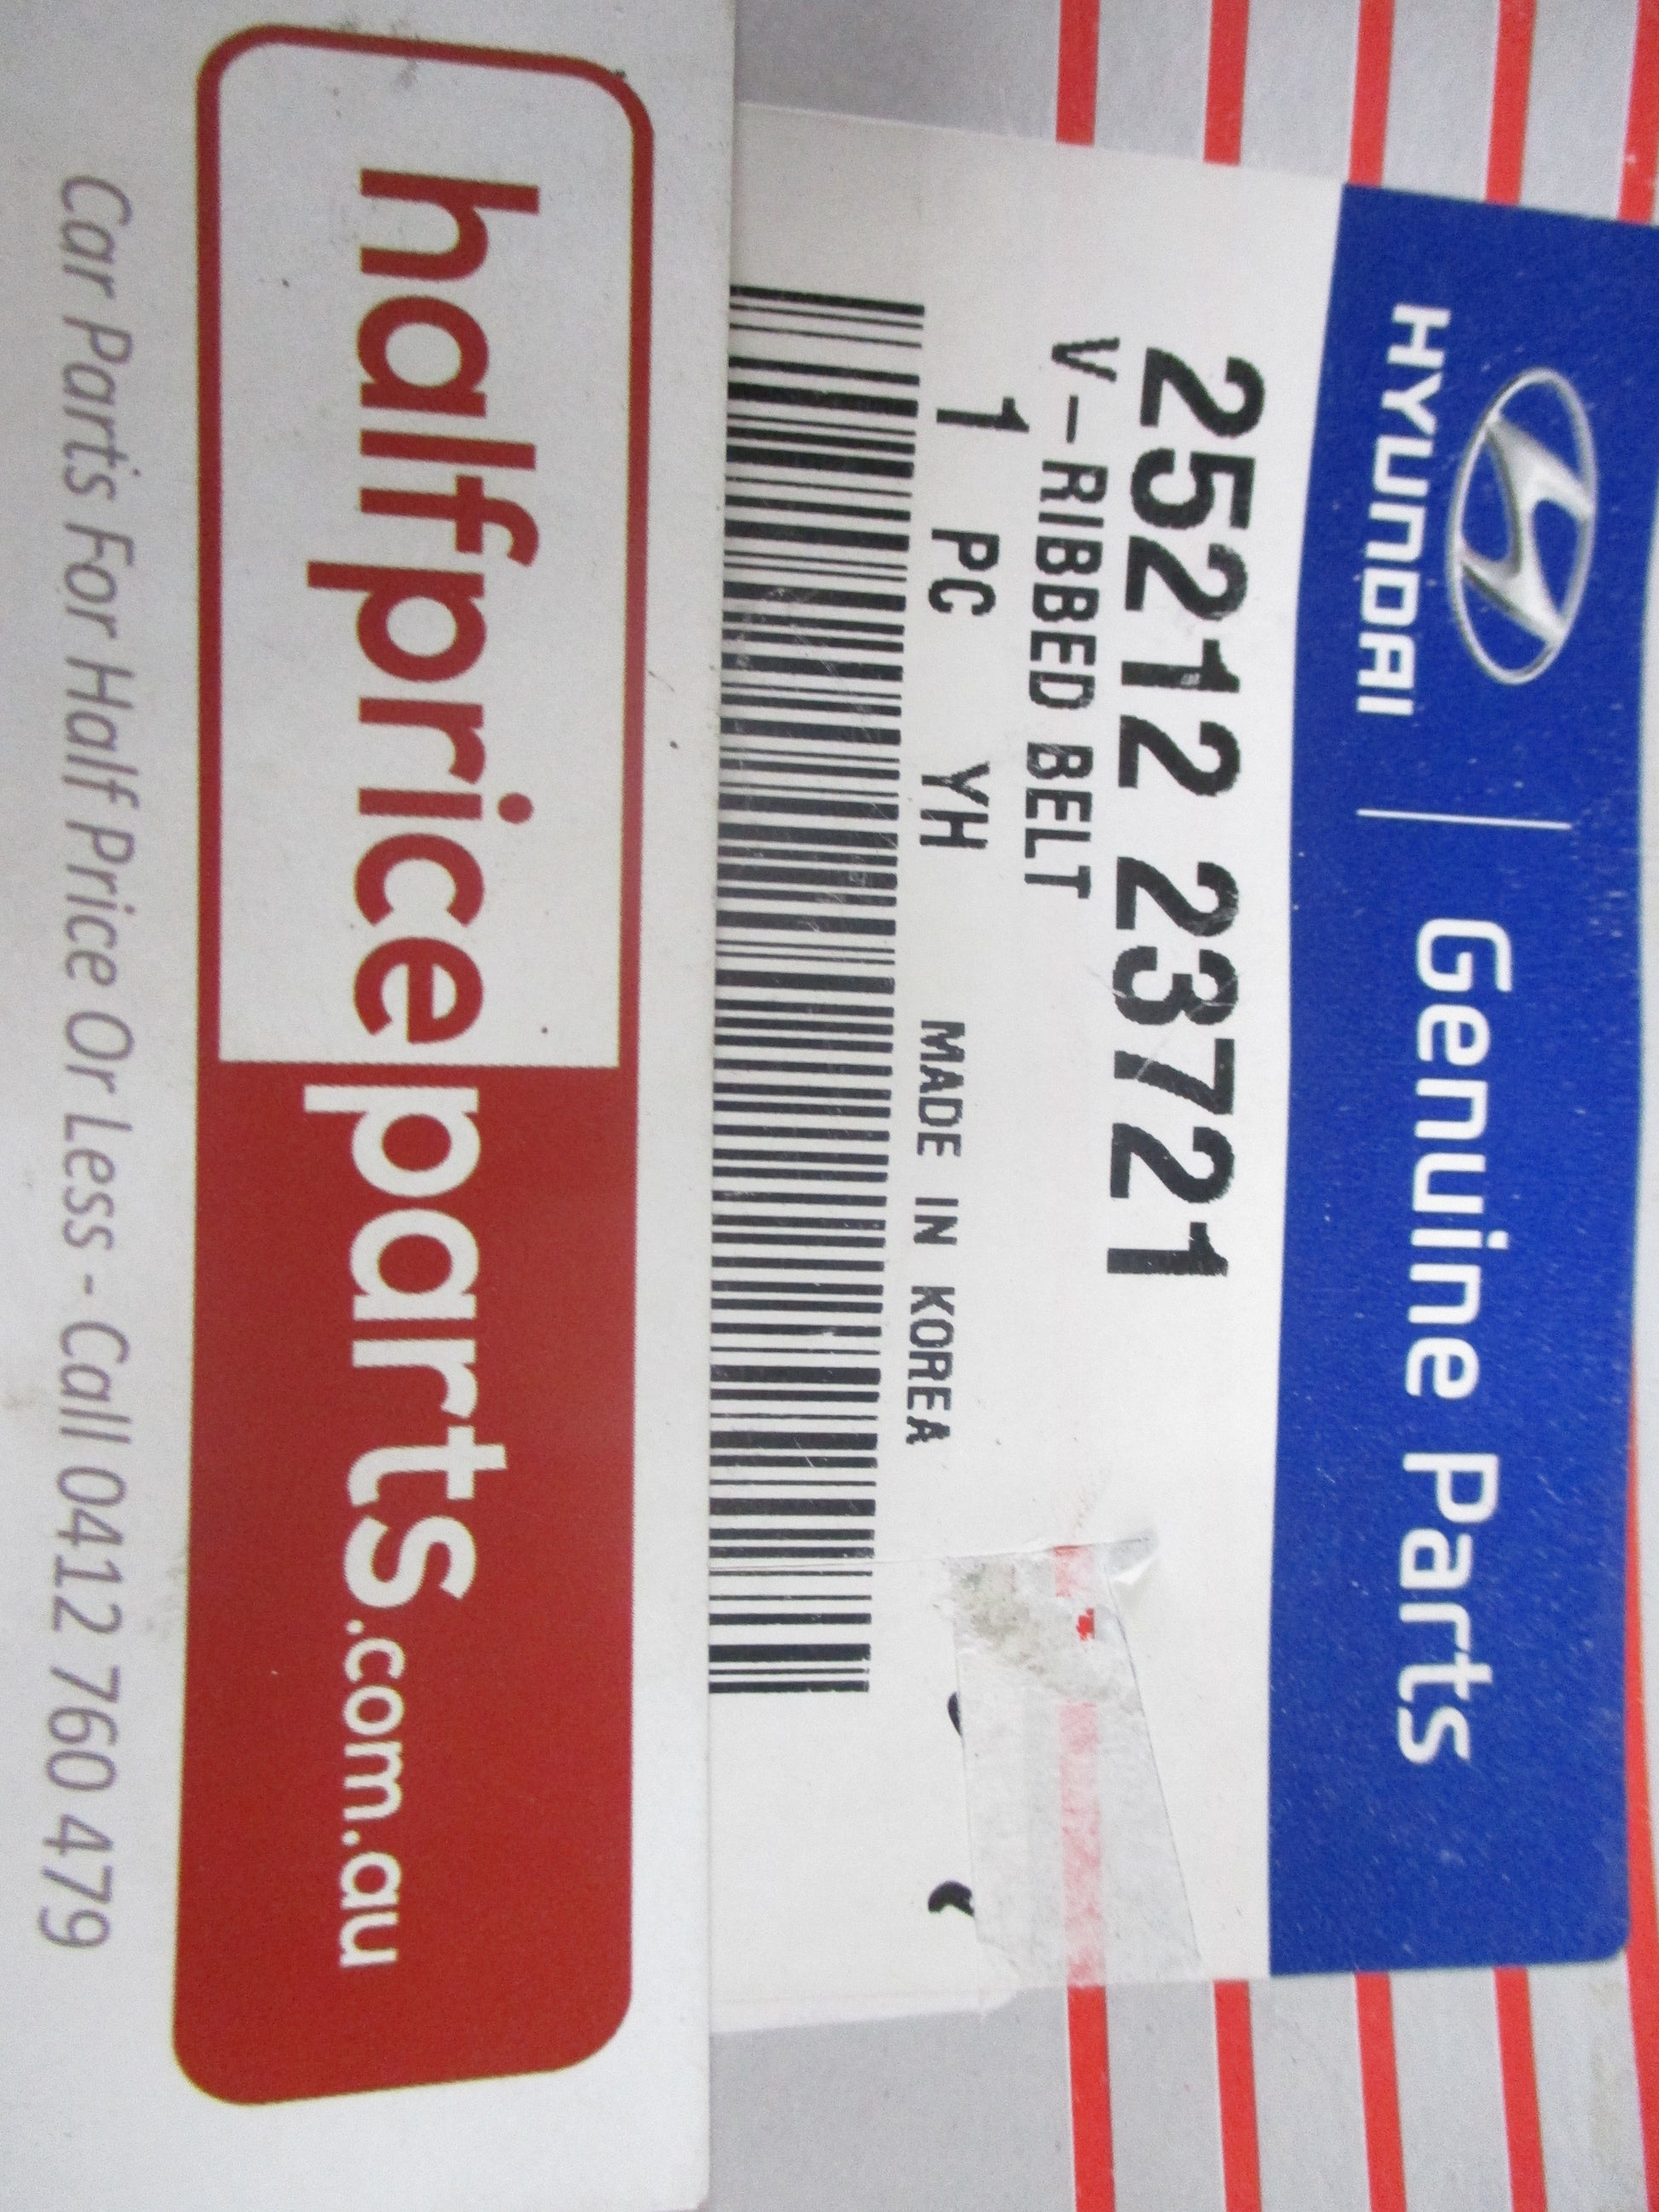 HYUNDAI
Genuine Parts
25212 23721
V-RIBBED BELT
1 PC YH MADE IN KOREA
halfpriceparts.com.au
Car Parts For Half Price Or Less - Call 0412 760 479